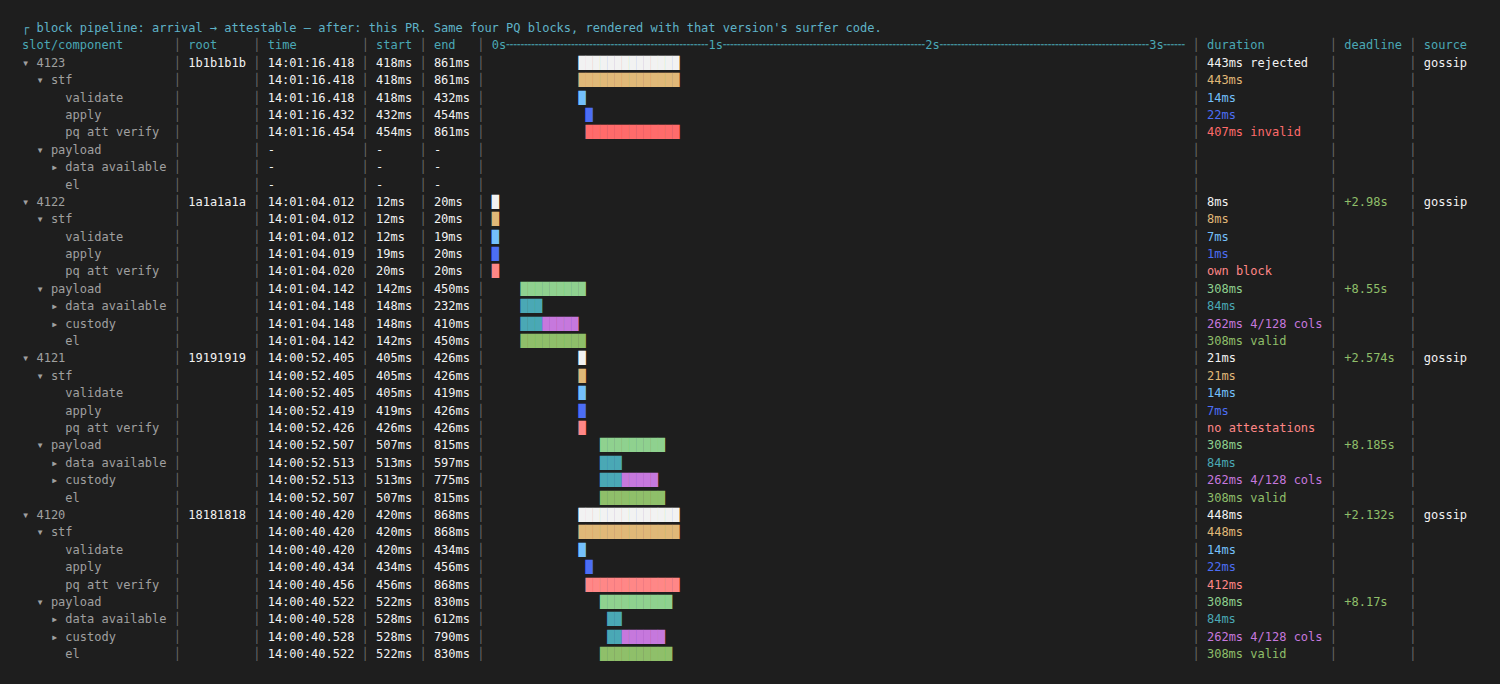 ┌ block pipeline: arrival → attestable — after: this PR. Same four PQ blocks, rendered with that version's surfer code.
slot/component │ root │ time │ start │ end │ 0s 1s 2s 3s │ duration │ deadline │ source
▾ 4123 │ 1b1b1b1b │ 14:01:16.418 │ 418ms │ 861ms │ │ 443ms rejected │ │ gossip
▾ stf │ │ 14:01:16.418 │ 418ms │ 861ms │ │ 443ms │ │
validate │ │ 14:01:16.418 │ 418ms │ 432ms │ │ 14ms │ │
apply │ │ 14:01:16.432 │ 432ms │ 454ms │ │ 22ms │ │
pq att verify │ │ 14:01:16.454 │ 454ms │ 861ms │ │ 407ms invalid │ │
▾ payload │ │ - │ - │ - │ │ │ │
▸ data available │ │ - │ - │ - │ │ │ │
el │ │ - │ - │ - │ │ │ │
▾ 4122 │ 1a1a1a1a │ 14:01:04.012 │ 12ms │ 20ms │ │ 8ms │ +2.98s │ gossip
▾ stf │ │ 14:01:04.012 │ 12ms │ 20ms │ │ 8ms │ │
validate │ │ 14:01:04.012 │ 12ms │ 19ms │ │ 7ms │ │
apply │ │ 14:01:04.019 │ 19ms │ 20ms │ │ 1ms │ │
pq att verify │ │ 14:01:04.020 │ 20ms │ 20ms │ │ own block │ │
▾ payload │ │ 14:01:04.142 │ 142ms │ 450ms │ │ 308ms │ +8.55s │
▸ data available │ │ 14:01:04.148 │ 148ms │ 232ms │ │ 84ms │ │
▸ custody │ │ 14:01:04.148 │ 148ms │ 410ms │ │ 262ms 4/128 cols │ │
el │ │ 14:01:04.142 │ 142ms │ 450ms │ │ 308ms valid │ │
▾ 4121 │ 19191919 │ 14:00:52.405 │ 405ms │ 426ms │ │ 21ms │ +2.574s │ gossip
▾ stf │ │ 14:00:52.405 │ 405ms │ 426ms │ │ 21ms │ │
validate │ │ 14:00:52.405 │ 405ms │ 419ms │ │ 14ms │ │
apply │ │ 14:00:52.419 │ 419ms │ 426ms │ │ 7ms │ │
pq att verify │ │ 14:00:52.426 │ 426ms │ 426ms │ │ no attestations │ │
▾ payload │ │ 14:00:52.507 │ 507ms │ 815ms │ │ 308ms │ +8.185s │
▸ data available │ │ 14:00:52.513 │ 513ms │ 597ms │ │ 84ms │ │
▸ custody │ │ 14:00:52.513 │ 513ms │ 775ms │ │ 262ms 4/128 cols │ │
el │ │ 14:00:52.507 │ 507ms │ 815ms │ │ 308ms valid │ │
▾ 4120 │ 18181818 │ 14:00:40.420 │ 420ms │ 868ms │ │ 448ms │ +2.132s │ gossip
▾ stf │ │ 14:00:40.420 │ 420ms │ 868ms │ │ 448ms │ │
validate │ │ 14:00:40.420 │ 420ms │ 434ms │ │ 14ms │ │
apply │ │ 14:00:40.434 │ 434ms │ 456ms │ │ 22ms │ │
pq att verify │ │ 14:00:40.456 │ 456ms │ 868ms │ │ 412ms │ │
▾ payload │ │ 14:00:40.522 │ 522ms │ 830ms │ │ 308ms │ +8.17s │
▸ data available │ │ 14:00:40.528 │ 528ms │ 612ms │ │ 84ms │ │
▸ custody │ │ 14:00:40.528 │ 528ms │ 790ms │ │ 262ms 4/128 cols │ │
el │ │ 14:00:40.522 │ 522ms │ 830ms │ │ 308ms valid │ │